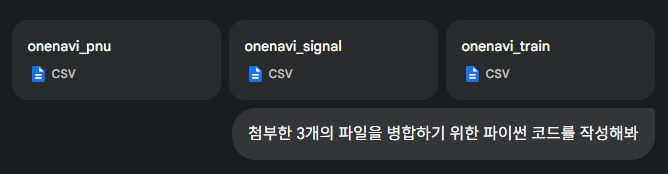 onenavi_pnu
CSV
onenavi_signal
CSV
onenavi_train
CSV
첨부한 3개의 파일을 병합하기 위한 파이썬 코드를 작성해봐